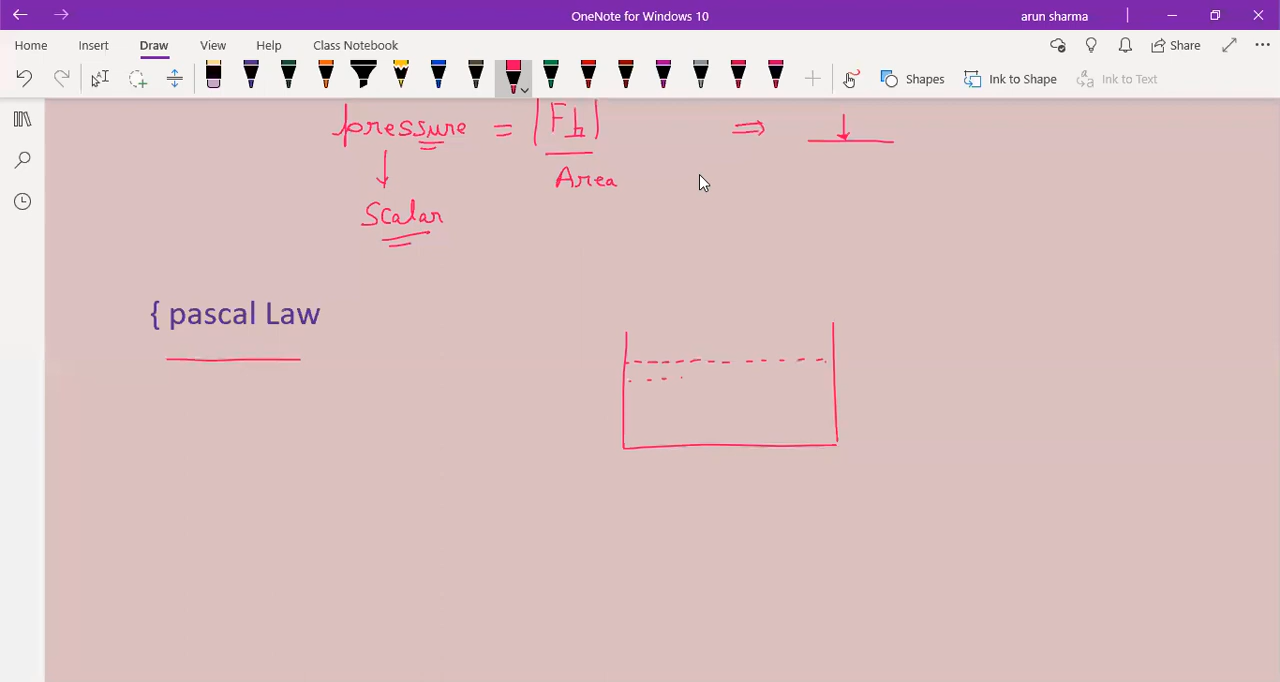 OneNote for Windows 10
arun sharma
Home Insert Draw View Help Class Notebook
Share
Shapes Ink to Shape Ink to Text
pressure = |F⊥|
Area
Scalar
{ pascal Law